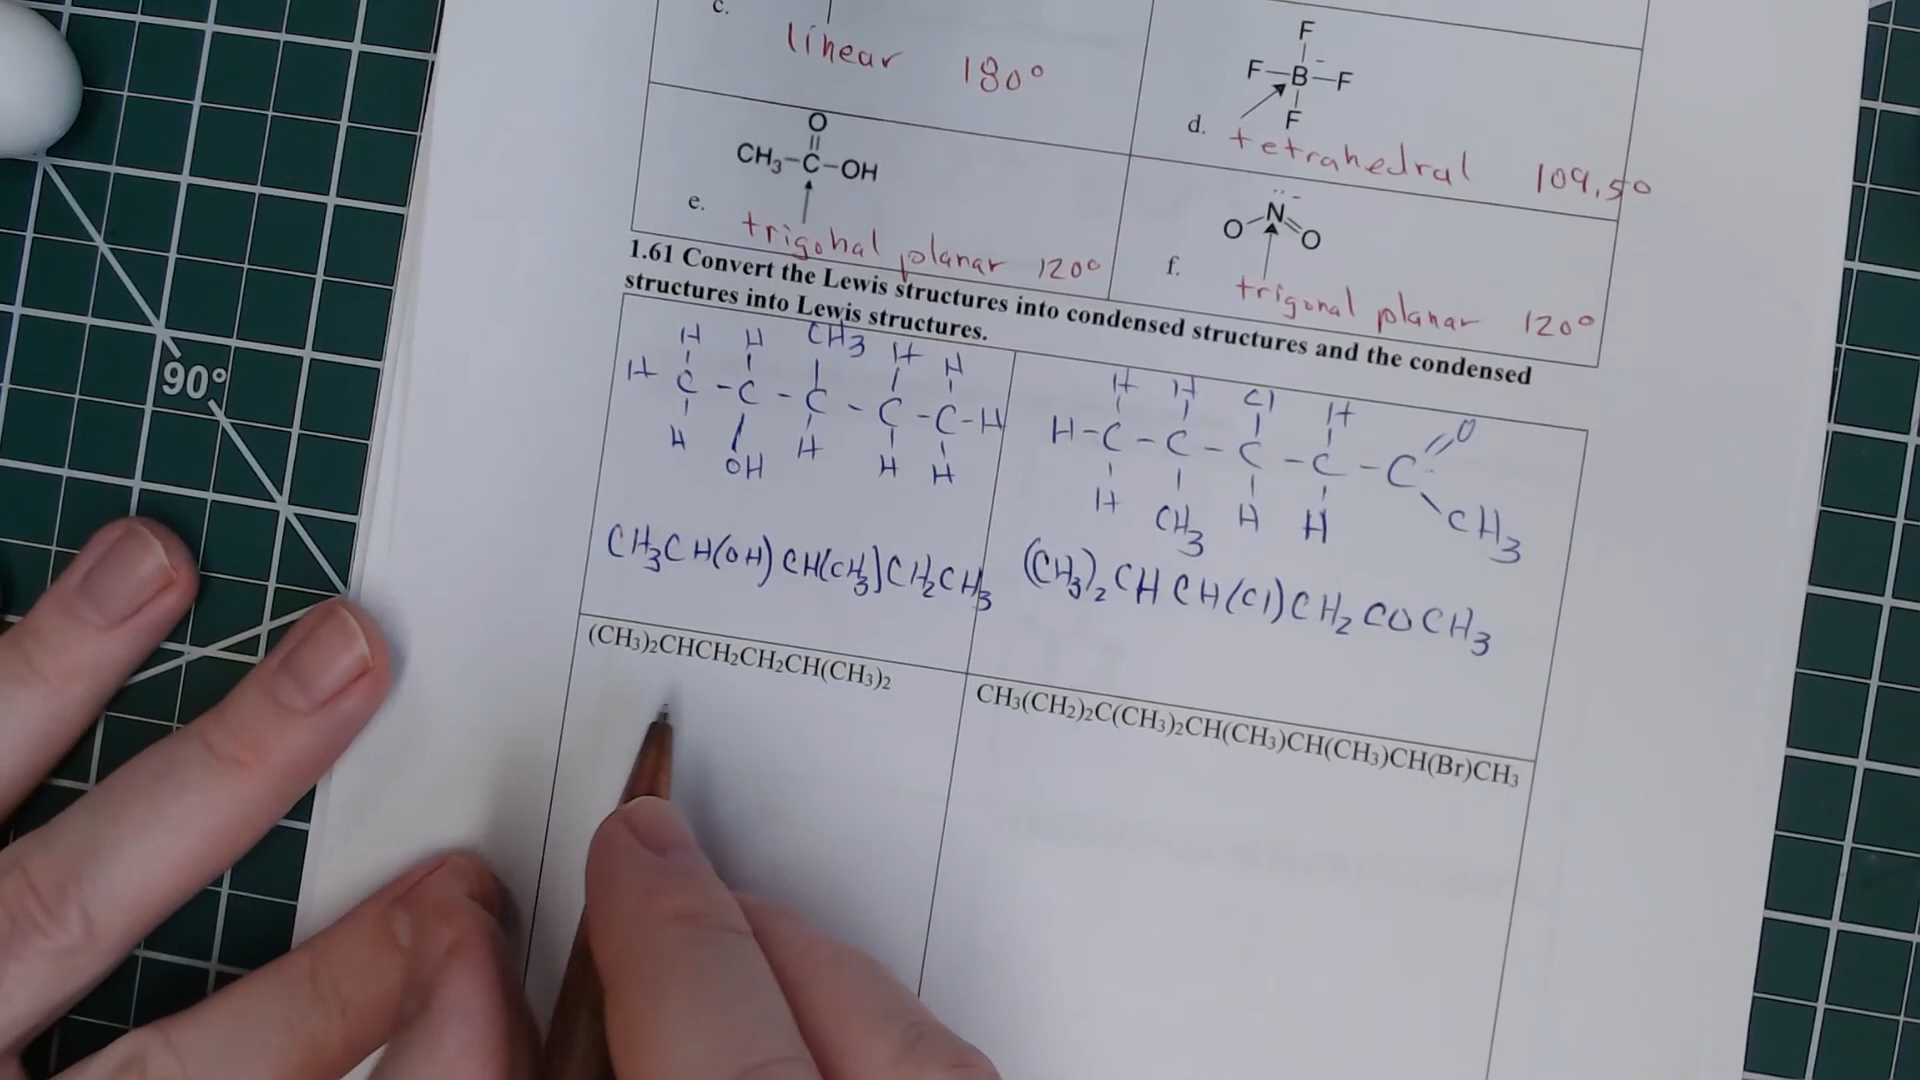 c.
linear 180°
F
F–B⁻–F
F
d. tetrahedral 109.5°
O
CH₃–C–OH
e. trigonal planar 120°
N⁻
O O
f. trigonal planar 120°
1.61 Convert the Lewis structures into condensed structures and the condensed
structures into Lewis structures.
H H CH3 H H
H C - C - C - C - C - H
H OH H H H
CH₃CH(OH)CH(CH₃)CH₂CH₃
H H Cl H O
H - C - C - C - C - C
H CH₃ H H CH₃
(CH₃)₂CHCH(Cl)CH₂COCH₃
(CH₃)₂CHCH₂CH₂CH(CH₃)₂
CH₃(CH₂)₂C(CH₃)₂CH(CH₃)CH(CH₃)CH(Br)CH₃
90°